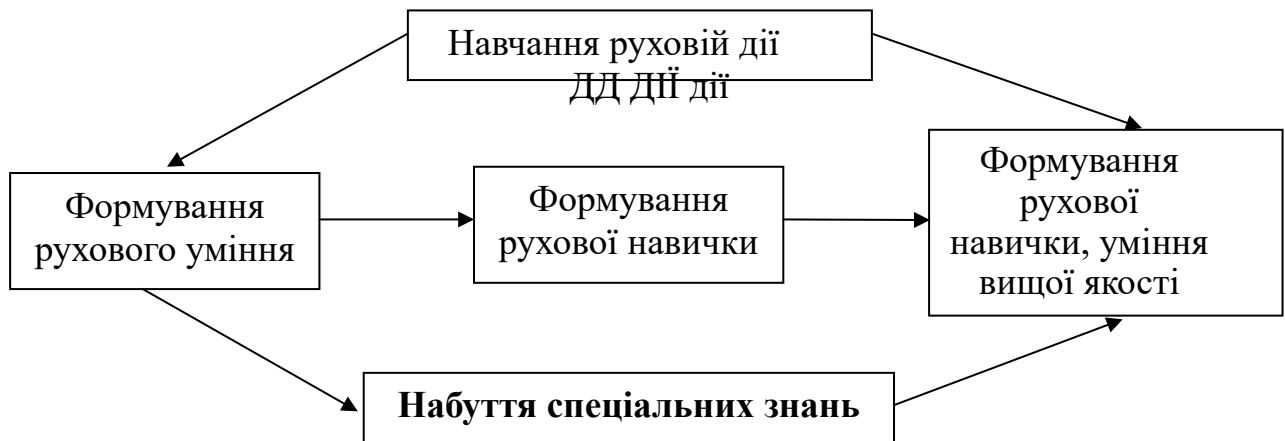 Навчання руховій дії
ДД ДІЇ дії
Формування
рухового уміння
Формування
рухової навички
Формування
рухової
навички, уміння
вищої якості
Набуття спеціальних знань